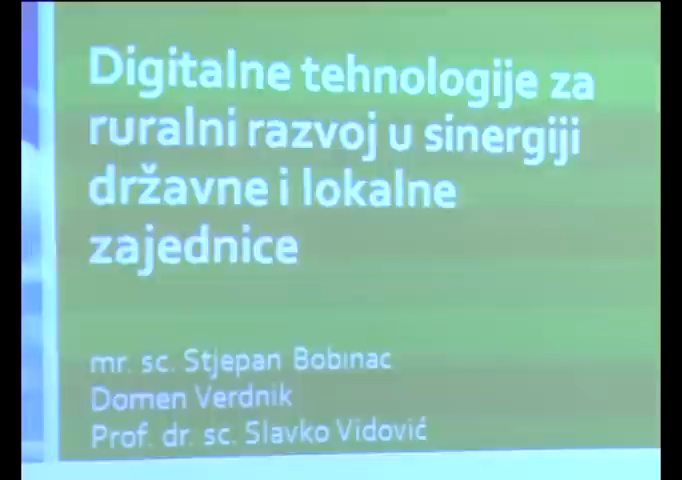 Digitalne tehnologije za
ruralni razvoj u sinergiji
državne i lokalne
zajednice
mr. sc. Stjepan Bobinac
Domen Verdnik
Prof. dr. sc. Slavko Vidović